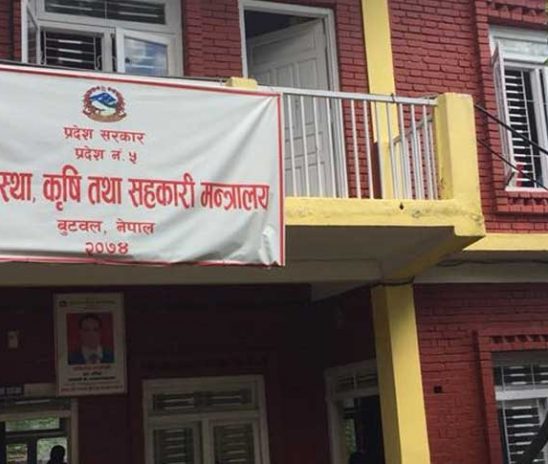 प्रदेश सरकार
प्रदेश नं. ५
स्था, कृषि तथा सहकारी मन्त्रालय
बुटवल, नेपाल
२०७४